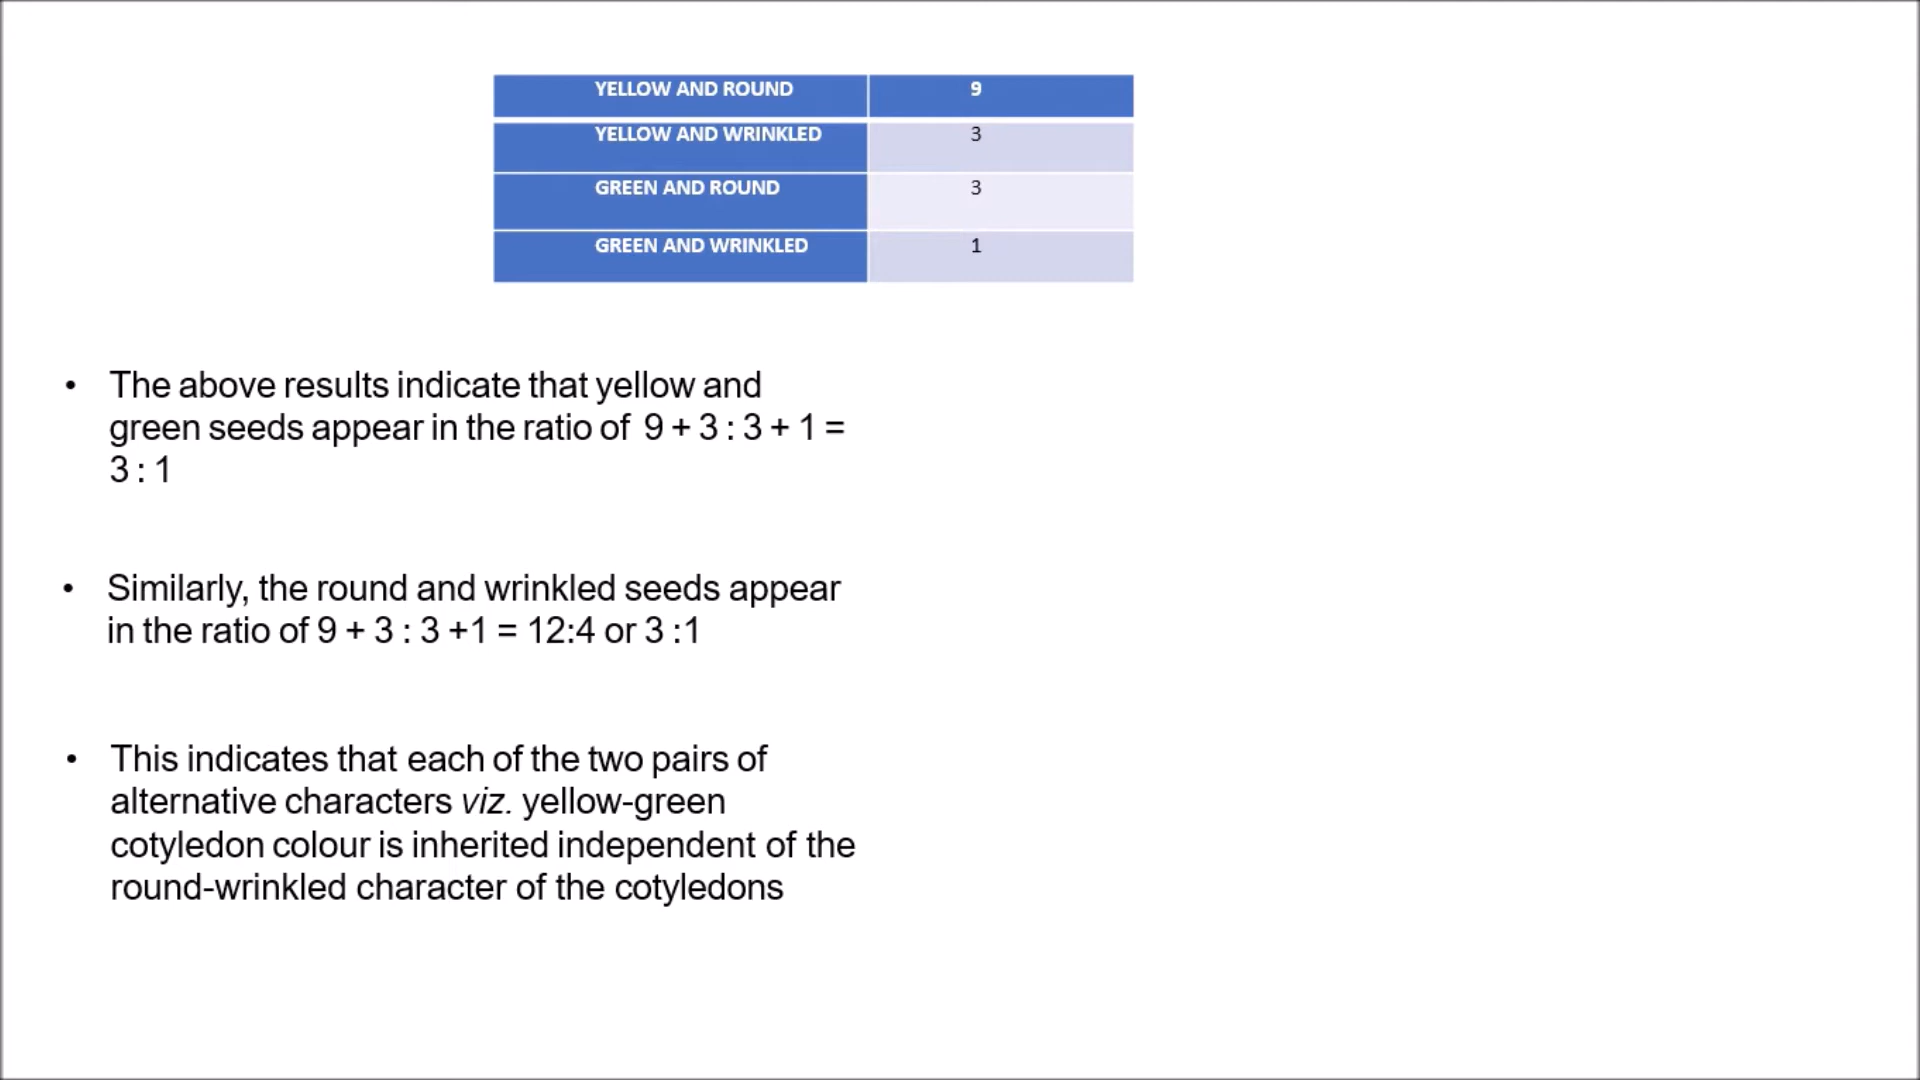 YELLOW AND ROUND 9
YELLOW AND WRINKLED 3
GREEN AND ROUND 3
GREEN AND WRINKLED 1
• The above results indicate that yellow and
green seeds appear in the ratio of 9 + 3 : 3 + 1 =
3 : 1
• Similarly, the round and wrinkled seeds appear
in the ratio of 9 + 3 : 3 +1 = 12:4 or 3 :1
• This indicates that each of the two pairs of
alternative characters viz. yellow-green
cotyledon colour is inherited independent of the
round-wrinkled character of the cotyledons